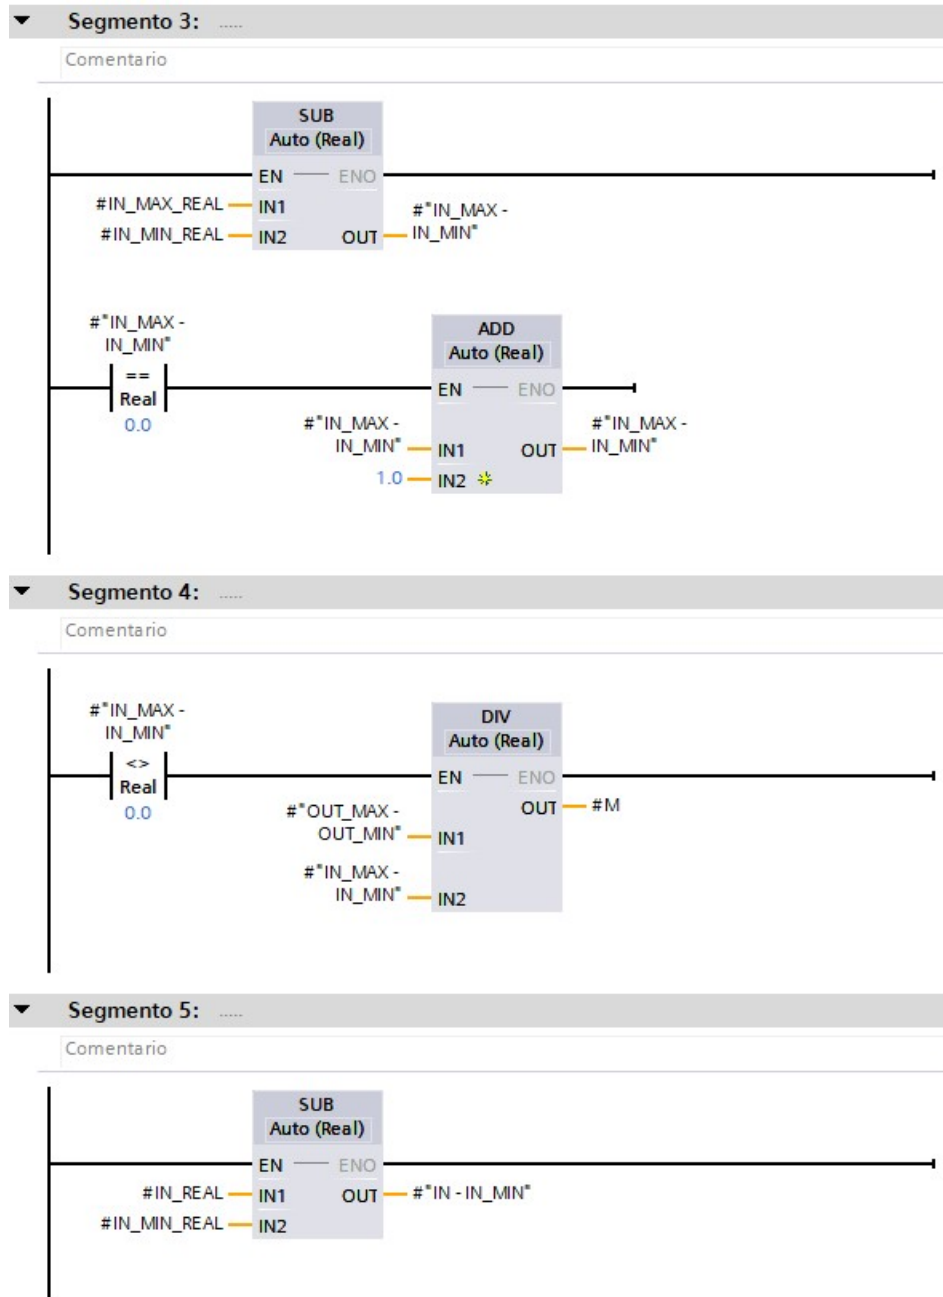 Segmento 3: .....
Comentario
SUB
Auto (Real)
EN ENO
#IN_MAX_REAL IN1
#"IN_MAX -
#IN_MIN_REAL IN2 OUT IN_MIN"
#"IN_MAX -
IN_MIN"
==
Real
0.0
ADD
Auto (Real)
EN ENO
#"IN_MAX -
IN_MIN" IN1
1.0 IN2
#"IN_MAX -
OUT IN_MIN"
Segmento 4: .....
Comentario
#"IN_MAX -
IN_MIN"
<>
Real
0.0
DIV
Auto (Real)
EN ENO
OUT #M
#"OUT_MAX -
OUT_MIN" IN1
#"IN_MAX -
IN_MIN" IN2
Segmento 5: .....
Comentario
SUB
Auto (Real)
EN ENO
#IN_REAL IN1 OUT #"IN - IN_MIN"
#IN_MIN_REAL IN2